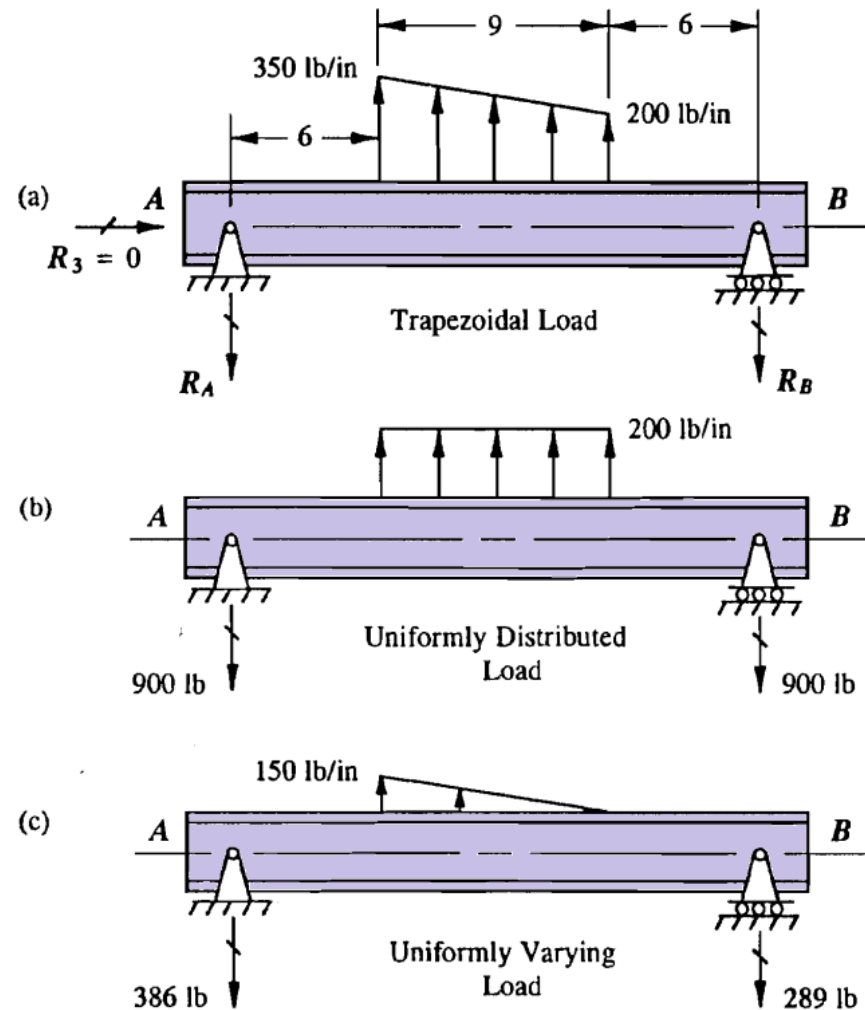 9
6
350 lb/in
200 lb/in
6
(a)
A
B
R3 = 0
Trapezoidal Load
RA
RB
200 lb/in
(b)
A
B
Uniformly Distributed
Load
900 lb
900 lb
150 lb/in
(c)
A
B
Uniformly Varying
Load
386 lb
289 lb